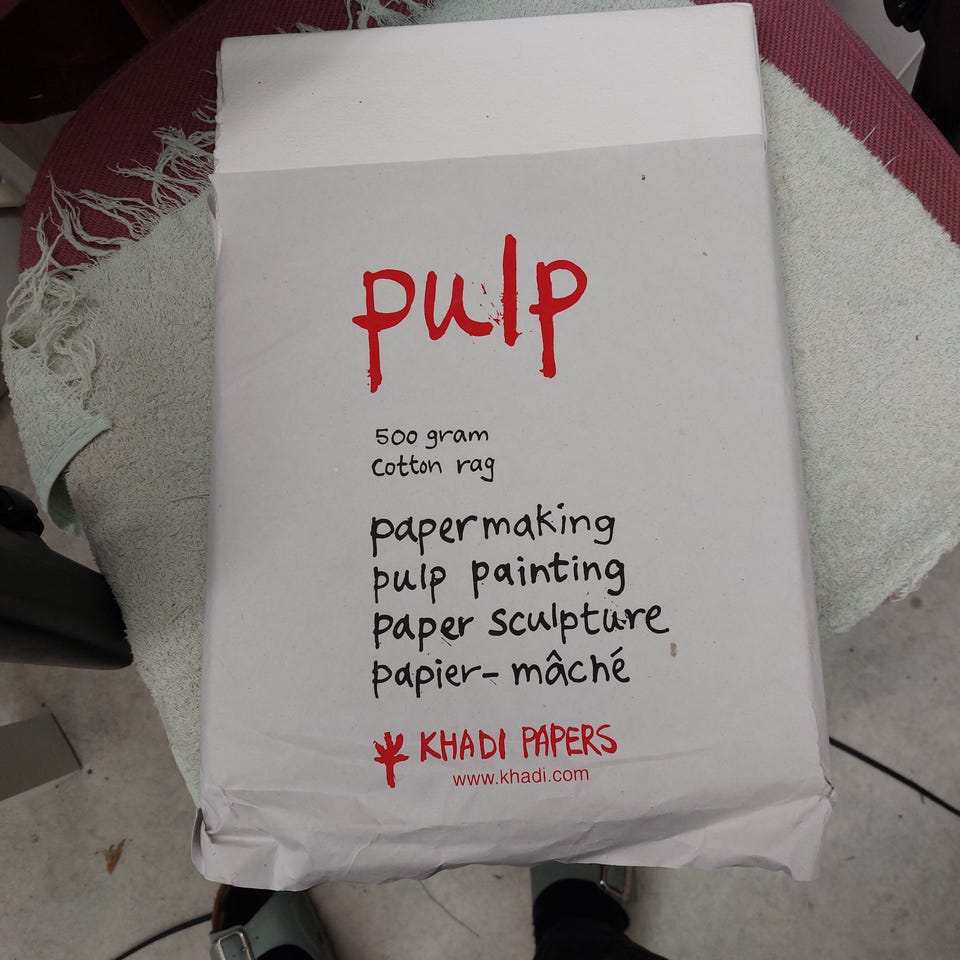 pulp
500 gram
Cotton rag
papermaking
pulp painting
paper sculpture
papier-mâché
KHADI PAPERS
www.khadi.com